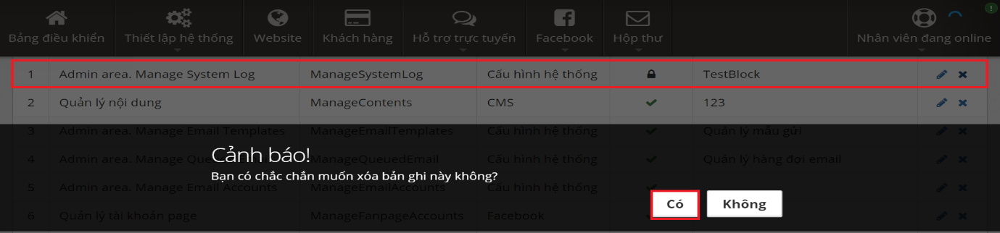 Bảng điều khiển Thiết lập hệ thống Website Khách hàng Hỗ trợ trực tuyến Facebook Hộp thư Nhân viên đang online
1 Admin area. Manage System Log ManageSystemLog Cấu hình hệ thống TestBlock
2 Quản lý nội dung ManageContents CMS 123
3 Admin area. Manage Email Templates ManageEmailTemplates Cấu hình hệ thống Quản lý mẫu gửi
Cảnh báo!
4 Admin area. Manage Queued ManageQueuedEmail Cấu hình hệ thống Quản lý hàng đợi email
Bạn có chắc chắn muốn xóa bản ghi này không?
5 Admin area. Manage Email Accounts ManageEmailAccounts Cấu hình hệ thống
Có Không
6 Quản lý tài khoản page ManageFanpageAccounts Facebook